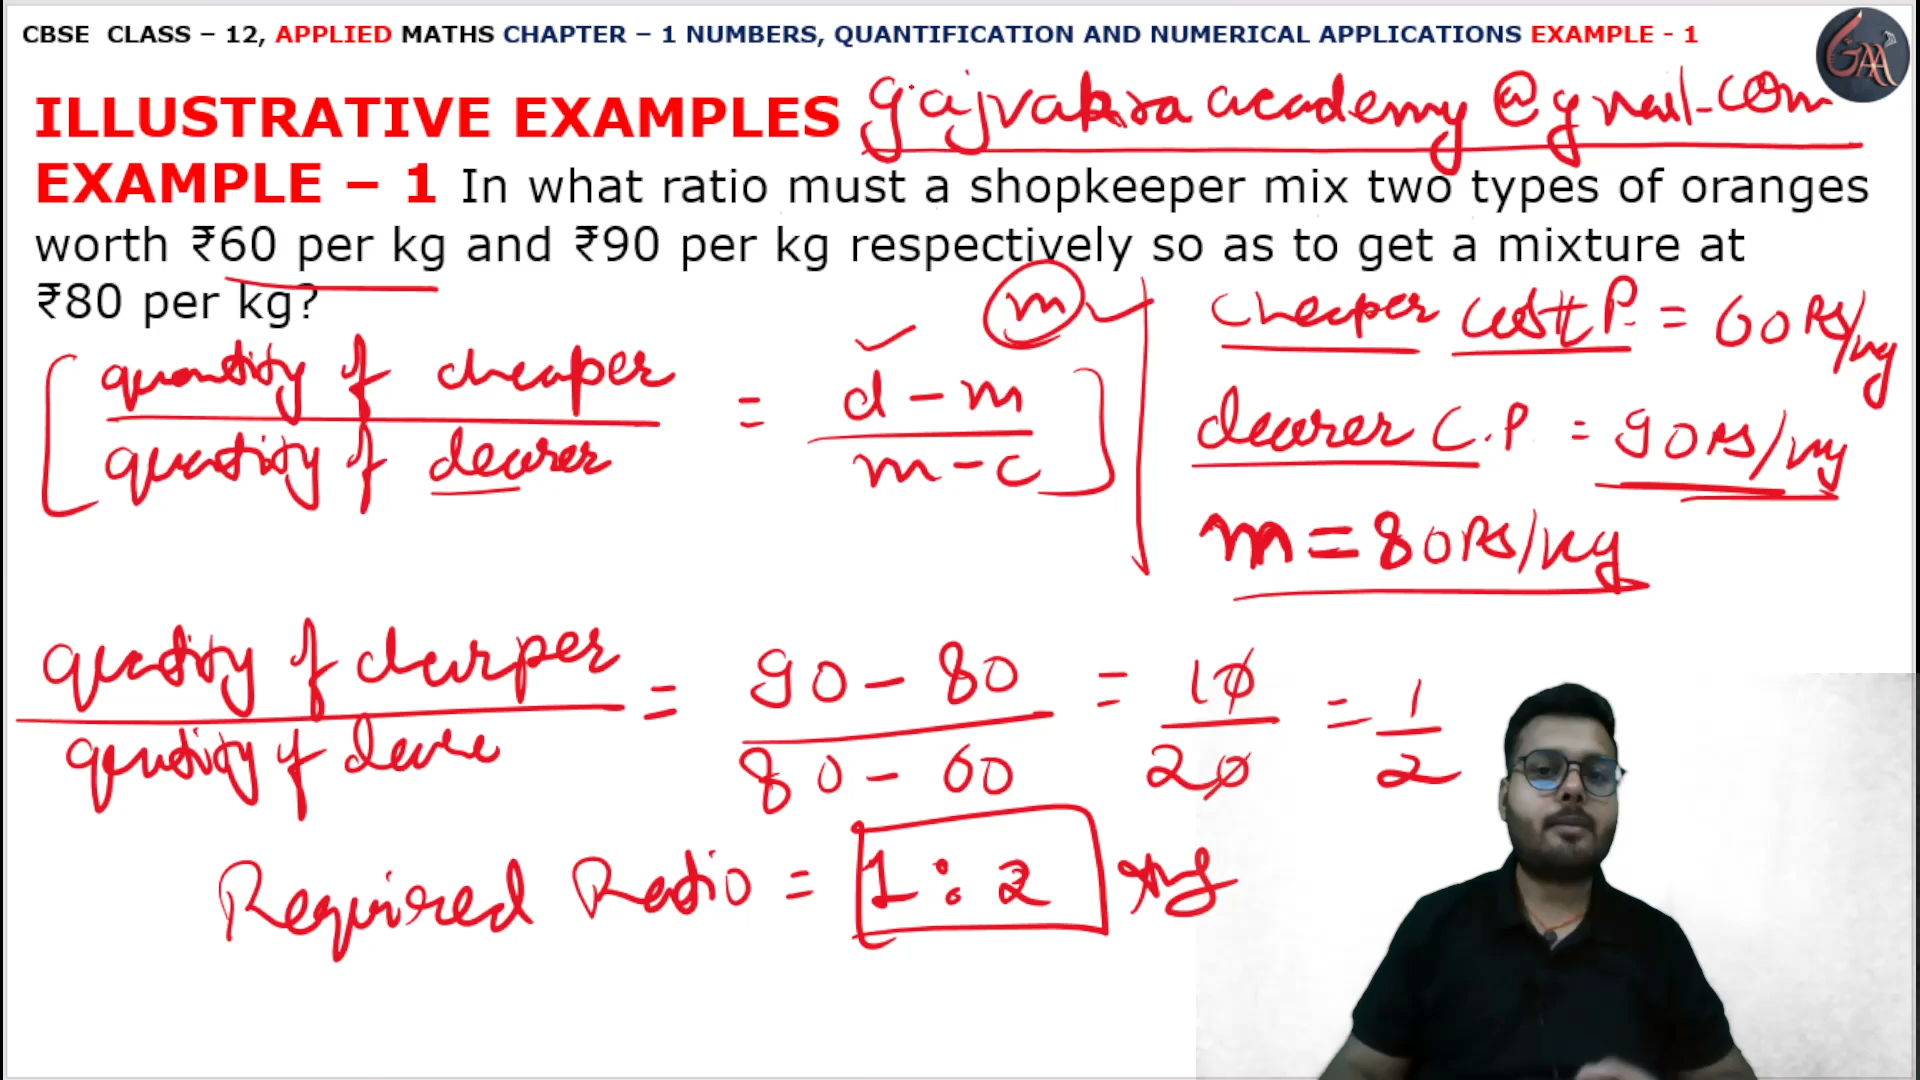 CBSE CLASS – 12, APPLIED MATHS CHAPTER – 1 NUMBERS, QUANTIFICATION AND NUMERICAL APPLICATIONS EXAMPLE - 1
GAA
ILLUSTRATIVE EXAMPLES gajvakra academy @gmail.com
EXAMPLE – 1 In what ratio must a shopkeeper mix two types of oranges
worth ₹60 per kg and ₹90 per kg respectively so as to get a mixture at
₹80 per kg?
m
quantity of cheaper / quantity of dearer = d - m / m - c
cheaper cost P. = 60 Rs/kg
dearer C.P. = 90 Rs/kg
m = 80 Rs/kg
quantity of cheaper / quantity of dearer = 90 - 80 / 80 - 60 = 10 / 20 = 1 / 2
Required Ratio = 1 : 2 Ans